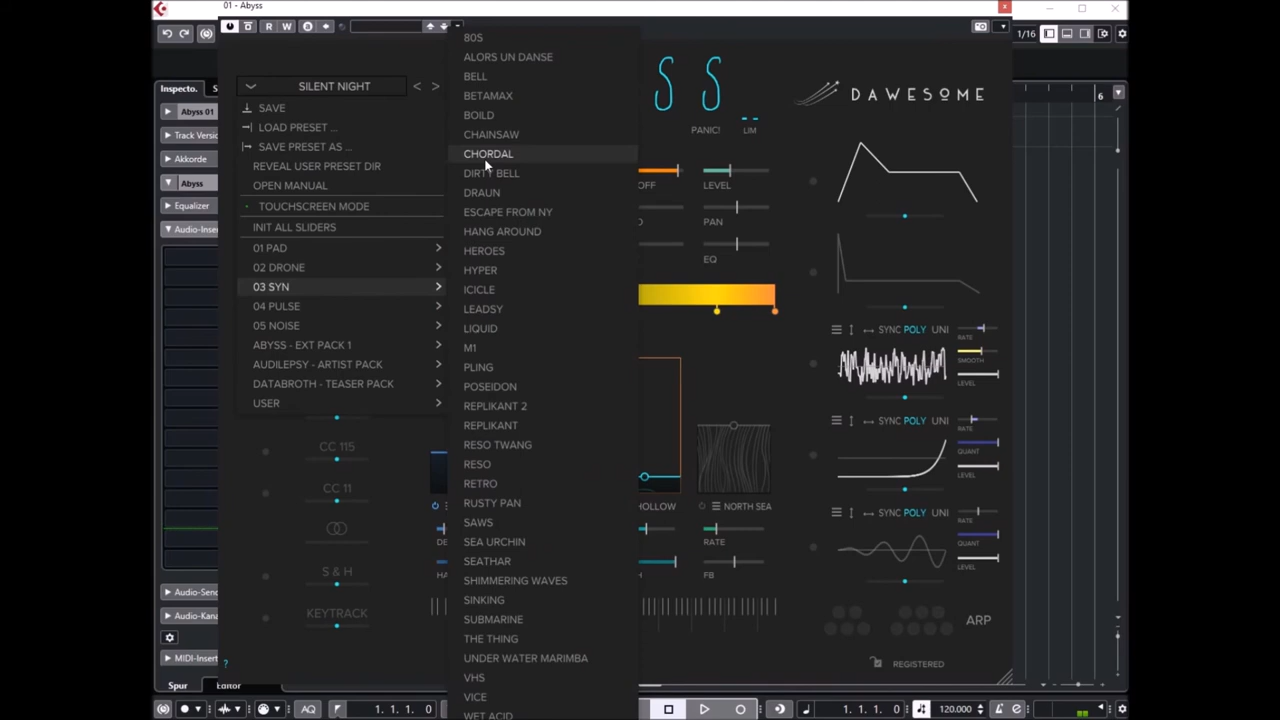 01 - Abyss
R W
1/16
Inspecto. S
Abyss 01
Track Version
Akkorde
Abyss
Equalizer
Audio-Inser
Audio-Send
Audio-Kana
MIDI-Insert
Spur Editor
SILENT NIGHT < >
SAVE
LOAD PRESET ...
SAVE PRESET AS ...
REVEAL USER PRESET DIR
OPEN MANUAL
TOUCHSCREEN MODE
INIT ALL SLIDERS
01 PAD >
02 DRONE >
03 SYN >
04 PULSE >
05 NOISE >
ABYSS - EXT PACK 1 >
AUDILEPSY - ARTIST PACK >
DATABROTH - TEASER PACK >
USER >
CC 115
CC 11
S & H
KEYTRACK
?
80S
ALORS UN DANSE
BELL
BETAMAX
BOILD
CHAINSAW
CHORDAL
DIRTY BELL
DRAUN
ESCAPE FROM NY
HANG AROUND
HEROES
HYPER
ICICLE
LEADSY
LIQUID
M1
PLING
POSEIDON
REPLIKANT 2
REPLIKANT
RESO TWANG
RESO
RETRO
RUSTY PAN
SAWS
SEA URCHIN
SEATHAR
SHIMMERING WAVES
SINKING
SUBMARINE
THE THING
UNDER WATER MARIMBA
VHS
VICE
WET ACID
S S
PANIC! LIM
DAWESOME
OFF LEVEL
PAN
EQ
HOLLOW NORTH SEA
DE
HA
RATE
FB
SYNC POLY UNI
RATE
SMOOTH
LEVEL
SYNC POLY UNI
RATE
QUANT
LEVEL
SYNC POLY UNI
RATE
QUANT
LEVEL
ARP
REGISTERED
6
AQ
1. 1. 1. 0
1. 1. 1. 0
120.000